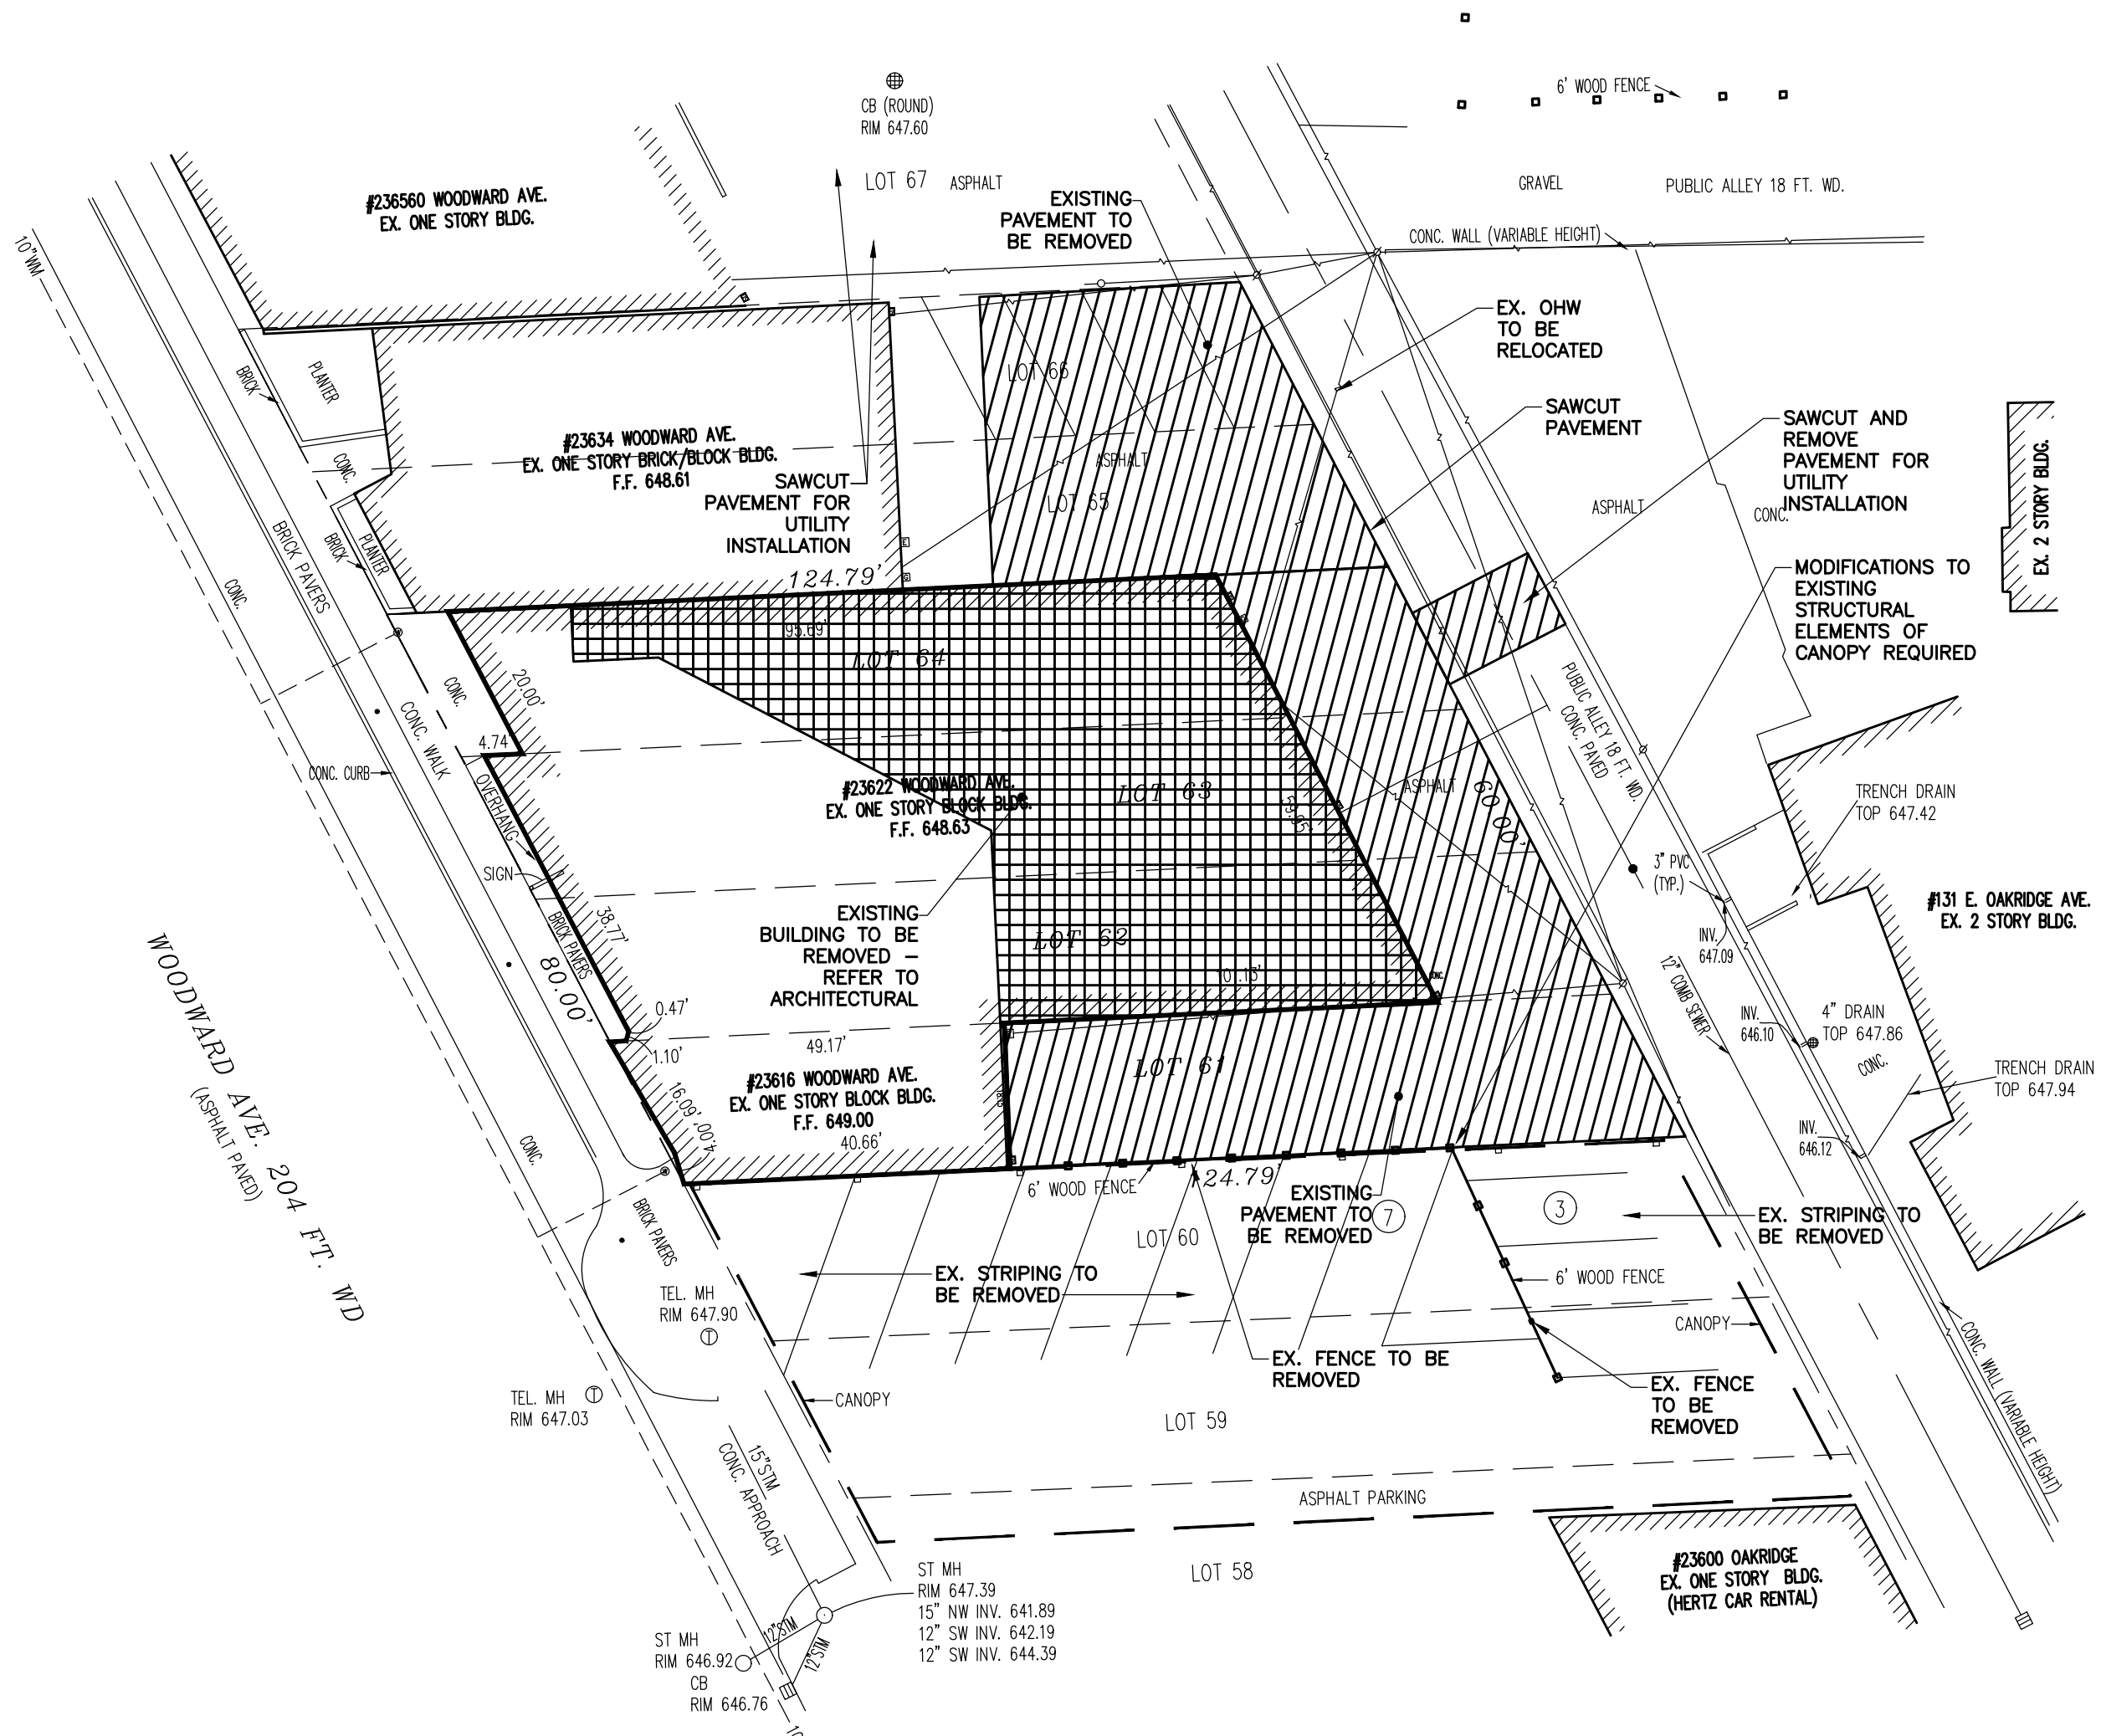 6' WOOD FENCE
CB (ROUND)
RIM 647.60
LOT 67
ASPHALT
GRAVEL
PUBLIC ALLEY 18 FT. WD.
#236560 WOODWARD AVE.
EX. ONE STORY BLDG.
EXISTING
PAVEMENT TO
BE REMOVED
CONC. WALL (VARIABLE HEIGHT)
10"WM
EX. OHW
TO BE
RELOCATED
BRICK
PLANTER
LOT 66
SAWCUT
PAVEMENT
SAWCUT AND
REMOVE
PAVEMENT FOR
UTILITY
INSTALLATION
#23634 WOODWARD AVE.
EX. ONE STORY BRICK/BLOCK BLDG.
F.F. 648.61
CONC.
ASPHALT
LOT 65
SAWCUT
PAVEMENT FOR
UTILITY
INSTALLATION
ASPHALT
CONC.
EX. 2 STORY BLDG.
BRICK PAVERS
BRICK
PLANTER
CONC.
124.79'
MODIFICATIONS TO
EXISTING
STRUCTURAL
ELEMENTS OF
CANOPY REQUIRED
95.69'
LOT 64
20.00'
CONC.
CONC. WALK
4.74
CONC. CURB
OVERHANG
PUBLIC ALLEY 18 FT. WD.
CONC. PAVED
#23622 WOODWARD AVE.
EX. ONE STORY BLOCK BLDG.
F.F. 648.63
LOT 63
59.95'
ASPHALT
60.00'
TRENCH DRAIN
TOP 647.42
3" PVC
(TYP.)
SIGN
#131 E. OAKRIDGE AVE.
EX. 2 STORY BLDG.
38.77'
BRICK PAVERS
80.00'
EXISTING
BUILDING TO BE
REMOVED –
REFER TO
ARCHITECTURAL
LOT 62
101.13'
CONC.
INV.
647.09
12" COMB SEWER
WOODWARD AVE. 204 FT. WD
(ASPHALT PAVED)
0.47'
1.10'
49.17'
INV.
646.10
4" DRAIN
TOP 647.86
CONC.
#23616 WOODWARD AVE.
EX. ONE STORY BLOCK BLDG.
F.F. 649.00
40.66'
16.09'
4.00'
LOT 61
TRENCH DRAIN
TOP 647.94
INV.
646.12
CONC.
6' WOOD FENCE
124.79'
BRICK PAVERS
EXISTING
PAVEMENT TO
BE REMOVED
7
3
EX. STRIPING TO
BE REMOVED
LOT 60
EX. STRIPING TO
BE REMOVED
6' WOOD FENCE
TEL. MH
RIM 647.90
CANOPY
CONC. WALL (VARIABLE HEIGHT)
EX. FENCE TO BE
REMOVED
EX. FENCE
TO BE
REMOVED
TEL. MH
RIM 647.03
CANOPY
LOT 59
15"STM
CONC. APPROACH
ASPHALT PARKING
LOT 58
#23600 OAKRIDGE
EX. ONE STORY BLDG.
(HERTZ CAR RENTAL)
ST MH
RIM 647.39
15" NW INV. 641.89
12" SW INV. 642.19
12" SW INV. 644.39
12"STM
12"STM
ST MH
RIM 646.92
CB
RIM 646.76